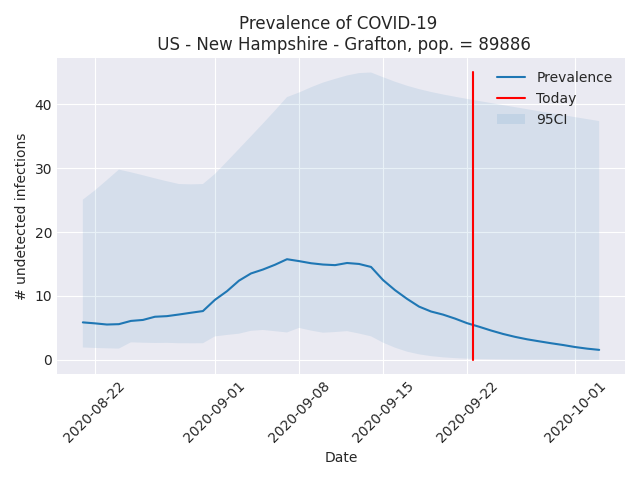 Prevalence of COVID-19
US - New Hampshire - Grafton, pop. = 89886
Prevalence
Today
95CI
# undetected infections
40
30
20
10
0
2020-08-22
2020-09-01
2020-09-08
2020-09-15
2020-09-22
2020-10-01
Date